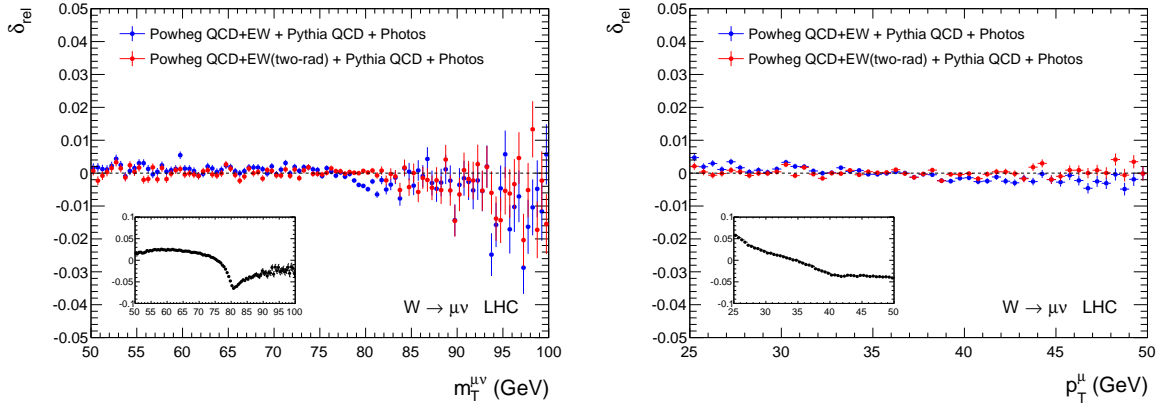 δrel
0.05
0.04
0.03
0.02
0.01
0
-0.01
-0.02
-0.03
-0.04
-0.05
Powheg QCD+EW + Pythia QCD + Photos
Powheg QCD+EW(two-rad) + Pythia QCD + Photos
0.1
0.05
0
-0.05
-0.1
50 55 60 65 70 75 80 85 90 95 100
W → μν LHC
50 55 60 65 70 75 80 85 90 95 100
m_T^μν (GeV)
δrel
0.05
0.04
0.03
0.02
0.01
0
-0.01
-0.02
-0.03
-0.04
-0.05
Powheg QCD+EW + Pythia QCD + Photos
Powheg QCD+EW(two-rad) + Pythia QCD + Photos
0.1
0.05
0
-0.05
-0.1
25 30 35 40 45 50
W → μν LHC
25 30 35 40 45 50
p_T^μ (GeV)